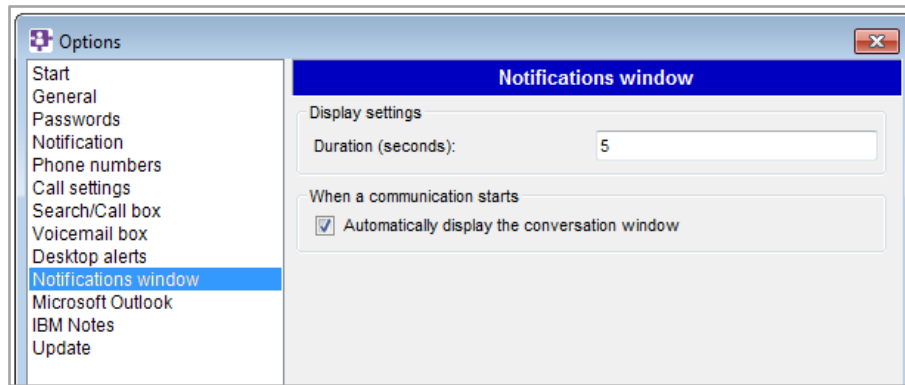 Options
Start
General
Passwords
Notification
Phone numbers
Call settings
Search/Call box
Voicemail box
Desktop alerts
Notifications window
Microsoft Outlook
IBM Notes
Update
Notifications window
Display settings
Duration (seconds): 5
When a communication starts
Automatically display the conversation window